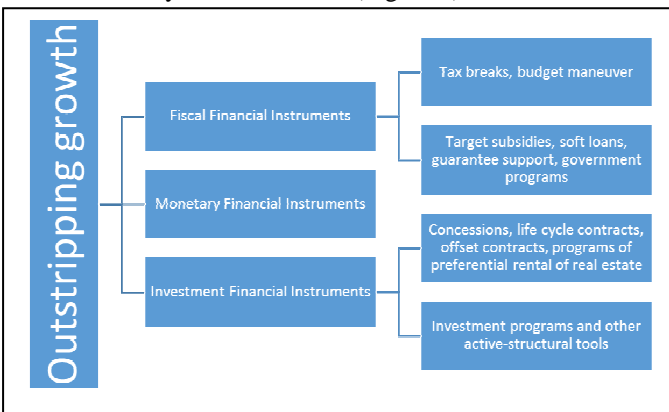 Outstripping growth
Fiscal Financial Instruments
Tax breaks, budget maneuver
Target subsidies, soft loans,
guarantee support, government
programs
Monetary Financial Instruments
Investment Financial Instruments
Concessions, life cycle contracts,
offset contracts, programs of
preferential rental of real estate
Investment programs and other
active-structural tools